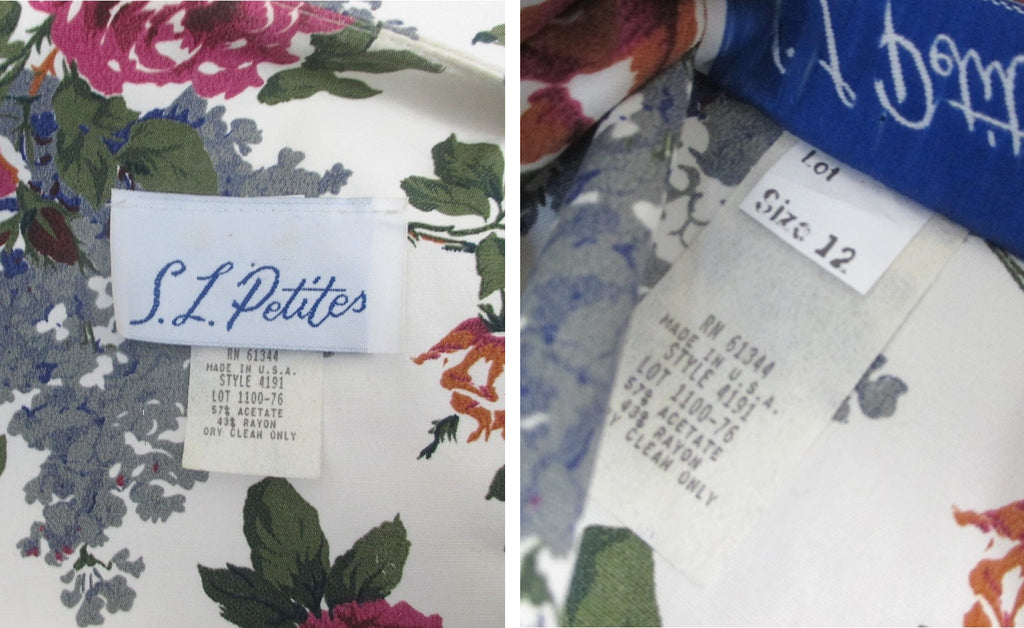 S. L. Petites
RN 61344
MADE IN U.S.A.
STYLE 4191
LOT 1100-76
57% ACETATE
43% RAYON
DRY CLEAN ONLY
Lot
Size 12
RN 61344
MADE IN U.S.A.
STYLE 4191
LOT 1100-76
57% ACETATE
43% RAYON
Y CLEAN ONLY